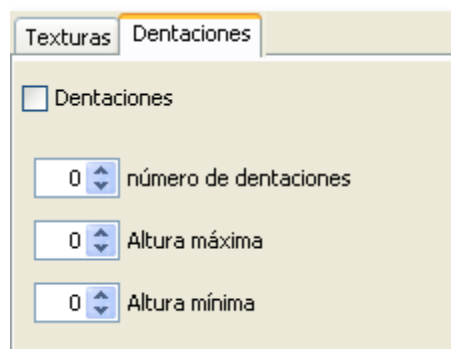 Texturas Dentaciones
Dentaciones
0 número de dentaciones
0 Altura máxima
0 Altura mínima